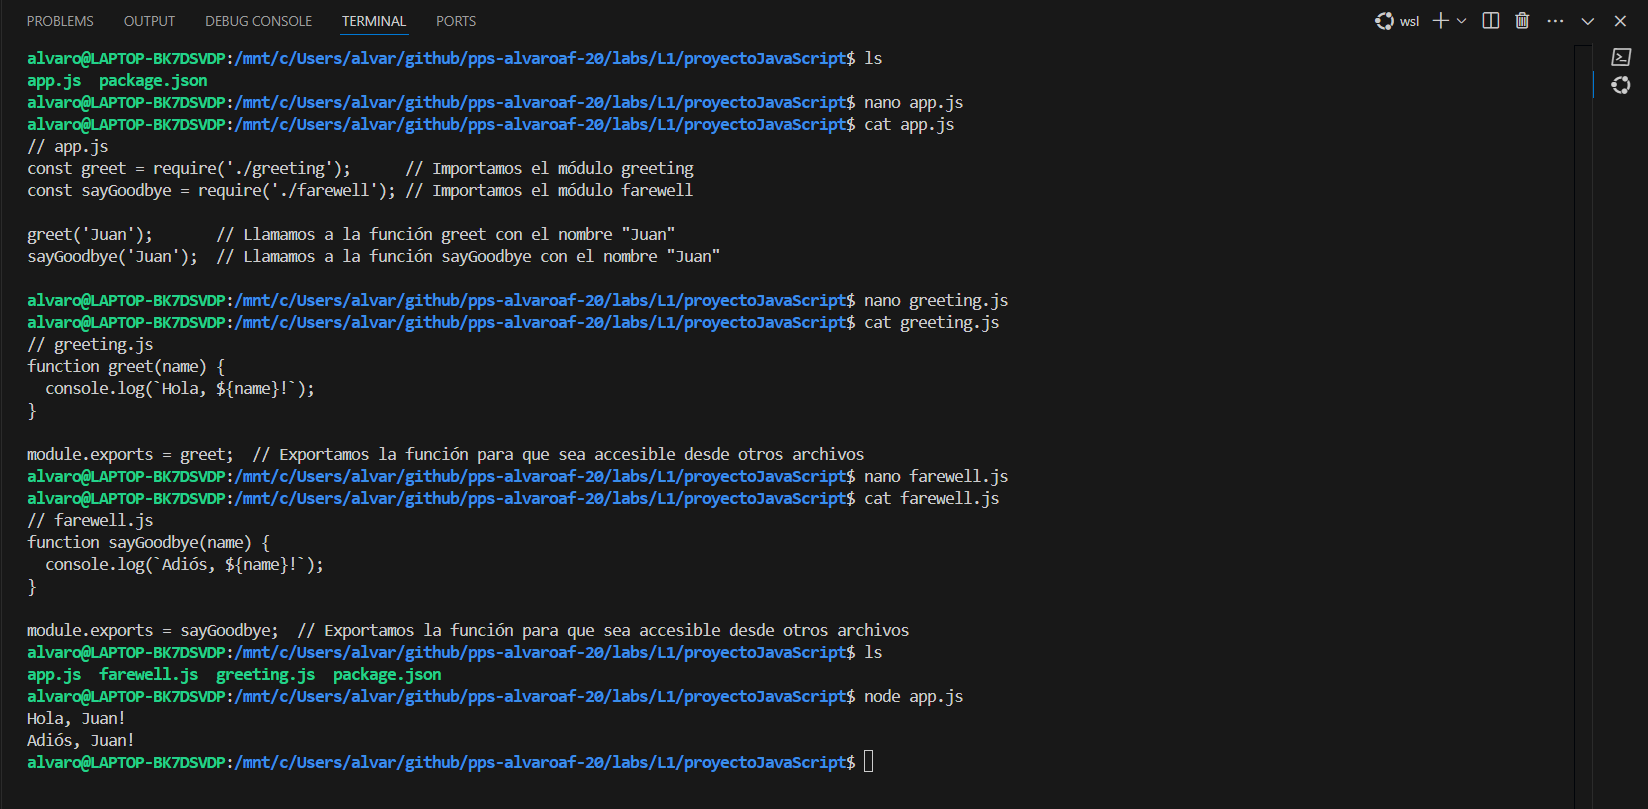 PROBLEMS OUTPUT DEBUG CONSOLE TERMINAL PORTS wsl
alvaro@LAPTOP-BK7DSVDP:/mnt/c/Users/alvar/github/pps-alvaroaf-20/labs/L1/proyectoJavaScript$ ls
app.js  package.json
alvaro@LAPTOP-BK7DSVDP:/mnt/c/Users/alvar/github/pps-alvaroaf-20/labs/L1/proyectoJavaScript$ nano app.js
alvaro@LAPTOP-BK7DSVDP:/mnt/c/Users/alvar/github/pps-alvaroaf-20/labs/L1/proyectoJavaScript$ cat app.js
// app.js
const greet = require('./greeting');      // Importamos el módulo greeting
const sayGoodbye = require('./farewell'); // Importamos el módulo farewell
greet('Juan');       // Llamamos a la función greet con el nombre "Juan"
sayGoodbye('Juan');  // Llamamos a la función sayGoodbye con el nombre "Juan"
alvaro@LAPTOP-BK7DSVDP:/mnt/c/Users/alvar/github/pps-alvaroaf-20/labs/L1/proyectoJavaScript$ nano greeting.js
alvaro@LAPTOP-BK7DSVDP:/mnt/c/Users/alvar/github/pps-alvaroaf-20/labs/L1/proyectoJavaScript$ cat greeting.js
// greeting.js
function greet(name) {
  console.log(`Hola, ${name}!`);
}
module.exports = greet;  // Exportamos la función para que sea accesible desde otros archivos
alvaro@LAPTOP-BK7DSVDP:/mnt/c/Users/alvar/github/pps-alvaroaf-20/labs/L1/proyectoJavaScript$ nano farewell.js
alvaro@LAPTOP-BK7DSVDP:/mnt/c/Users/alvar/github/pps-alvaroaf-20/labs/L1/proyectoJavaScript$ cat farewell.js
// farewell.js
function sayGoodbye(name) {
  console.log(`Adiós, ${name}!`);
}
module.exports = sayGoodbye;  // Exportamos la función para que sea accesible desde otros archivos
alvaro@LAPTOP-BK7DSVDP:/mnt/c/Users/alvar/github/pps-alvaroaf-20/labs/L1/proyectoJavaScript$ ls
app.js  farewell.js  greeting.js  package.json
alvaro@LAPTOP-BK7DSVDP:/mnt/c/Users/alvar/github/pps-alvaroaf-20/labs/L1/proyectoJavaScript$ node app.js
Hola, Juan!
Adiós, Juan!
alvaro@LAPTOP-BK7DSVDP:/mnt/c/Users/alvar/github/pps-alvaroaf-20/labs/L1/proyectoJavaScript$